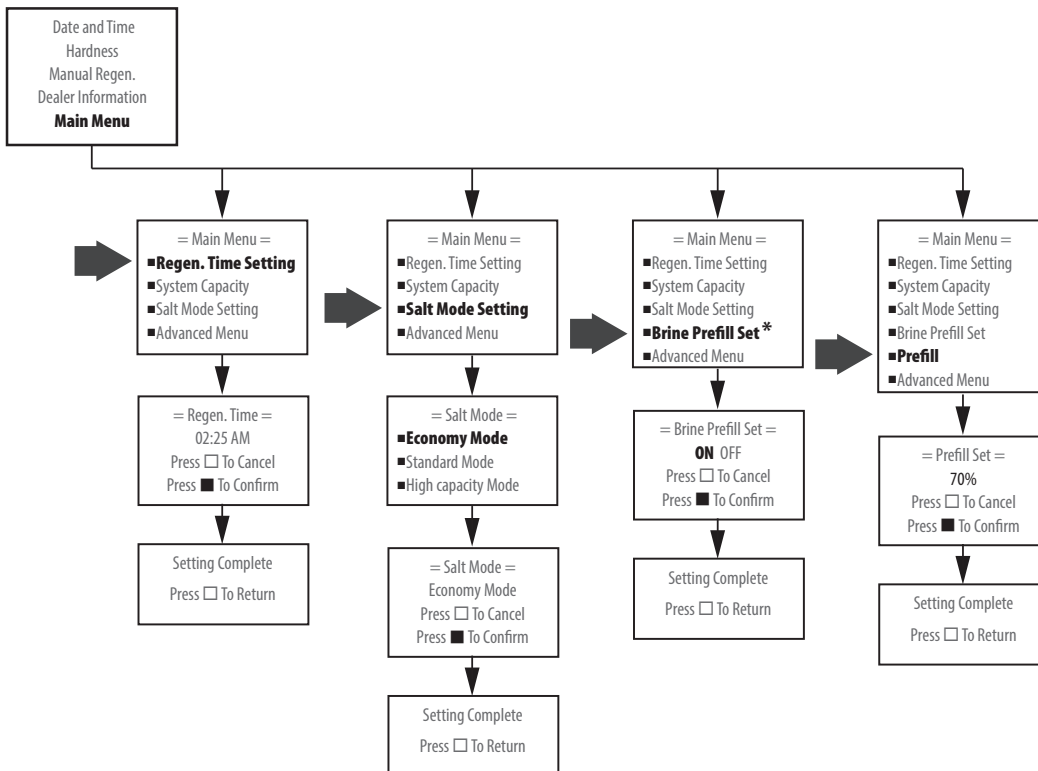 Date and Time
Hardness
Manual Regen.
Dealer Information
Main Menu
= Main Menu =
■Regen. Time Setting
■System Capacity
■Salt Mode Setting
■Advanced Menu
= Regen. Time =
02:25 AM
Press □ To Cancel
Press ■ To Confirm
Setting Complete
Press □ To Return
= Main Menu =
■Regen. Time Setting
■System Capacity
■Salt Mode Setting
■Advanced Menu
= Salt Mode =
■Economy Mode
■Standard Mode
■High capacity Mode
= Salt Mode =
Economy Mode
Press □ To Cancel
Press ■ To Confirm
Setting Complete
Press □ To Return
= Main Menu =
■Regen. Time Setting
■System Capacity
■Salt Mode Setting
■Brine Prefill Set *
■Advanced Menu
= Brine Prefill Set =
ON OFF
Press □ To Cancel
Press ■ To Confirm
Setting Complete
Press □ To Return
= Main Menu =
■Regen. Time Setting
■System Capacity
■Salt Mode Setting
■Brine Prefill Set
■Prefill
■Advanced Menu
= Prefill Set =
70%
Press □ To Cancel
Press ■ To Confirm
Setting Complete
Press □ To Return